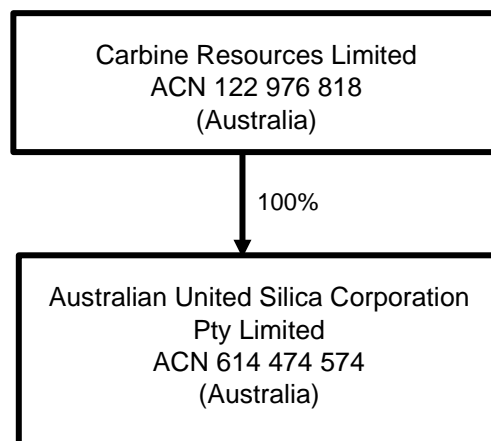 Carbine Resources Limited
ACN 122 976 818
(Australia)
100%
Australian United Silica Corporation
Pty Limited
ACN 614 474 574
(Australia)